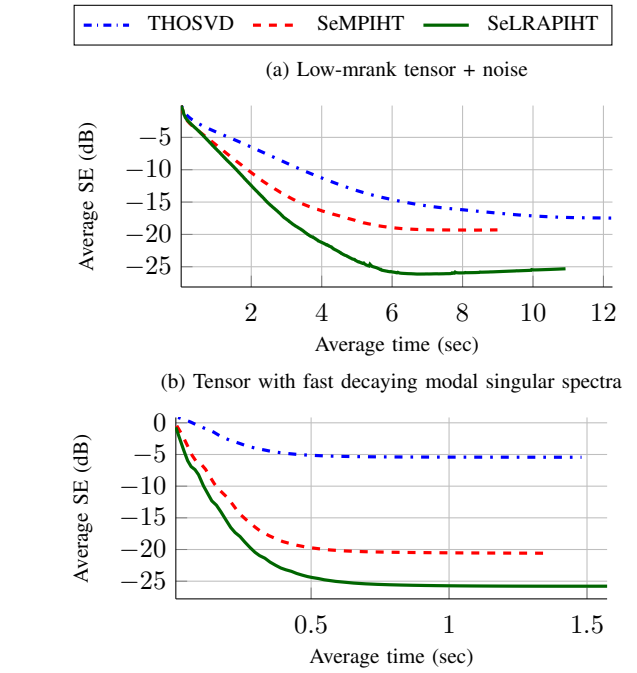 THOSVD SeMPIHT SeLRAPIHT
(a) Low-mrank tensor + noise
Average SE (dB)
−5
−10
−15
−20
−25
2 4 6 8 10 12
Average time (sec)
(b) Tensor with fast decaying modal singular spectra
Average SE (dB)
0
−5
−10
−15
−20
−25
0.5 1 1.5
Average time (sec)